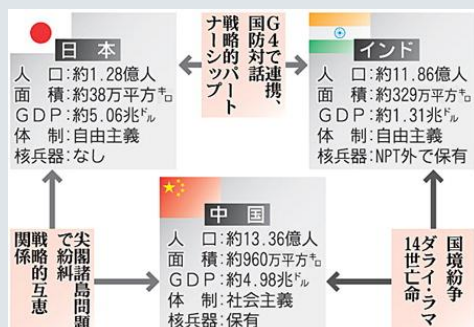 日本
人口:約1.28億人
面積:約38万平方㌔
GDP:約5.06兆㌦
体制:自由主義
核兵器:なし
G4で連携、
国防対話
戦略的パート
ナーシップ
インド
人口:約11.86億人
面積:約329万平方㌔
GDP:約1.31兆㌦
体制:自由主義
核兵器:NPT外で保有
尖閣諸島問題
で紛糾
戦略的互恵
関係
中国
人口:約13.36億人
面積:約960万平方㌔
GDP:約4.98兆㌦
体制:社会主義
核兵器:保有
国境紛争
ダライ・ラマ
14世亡命